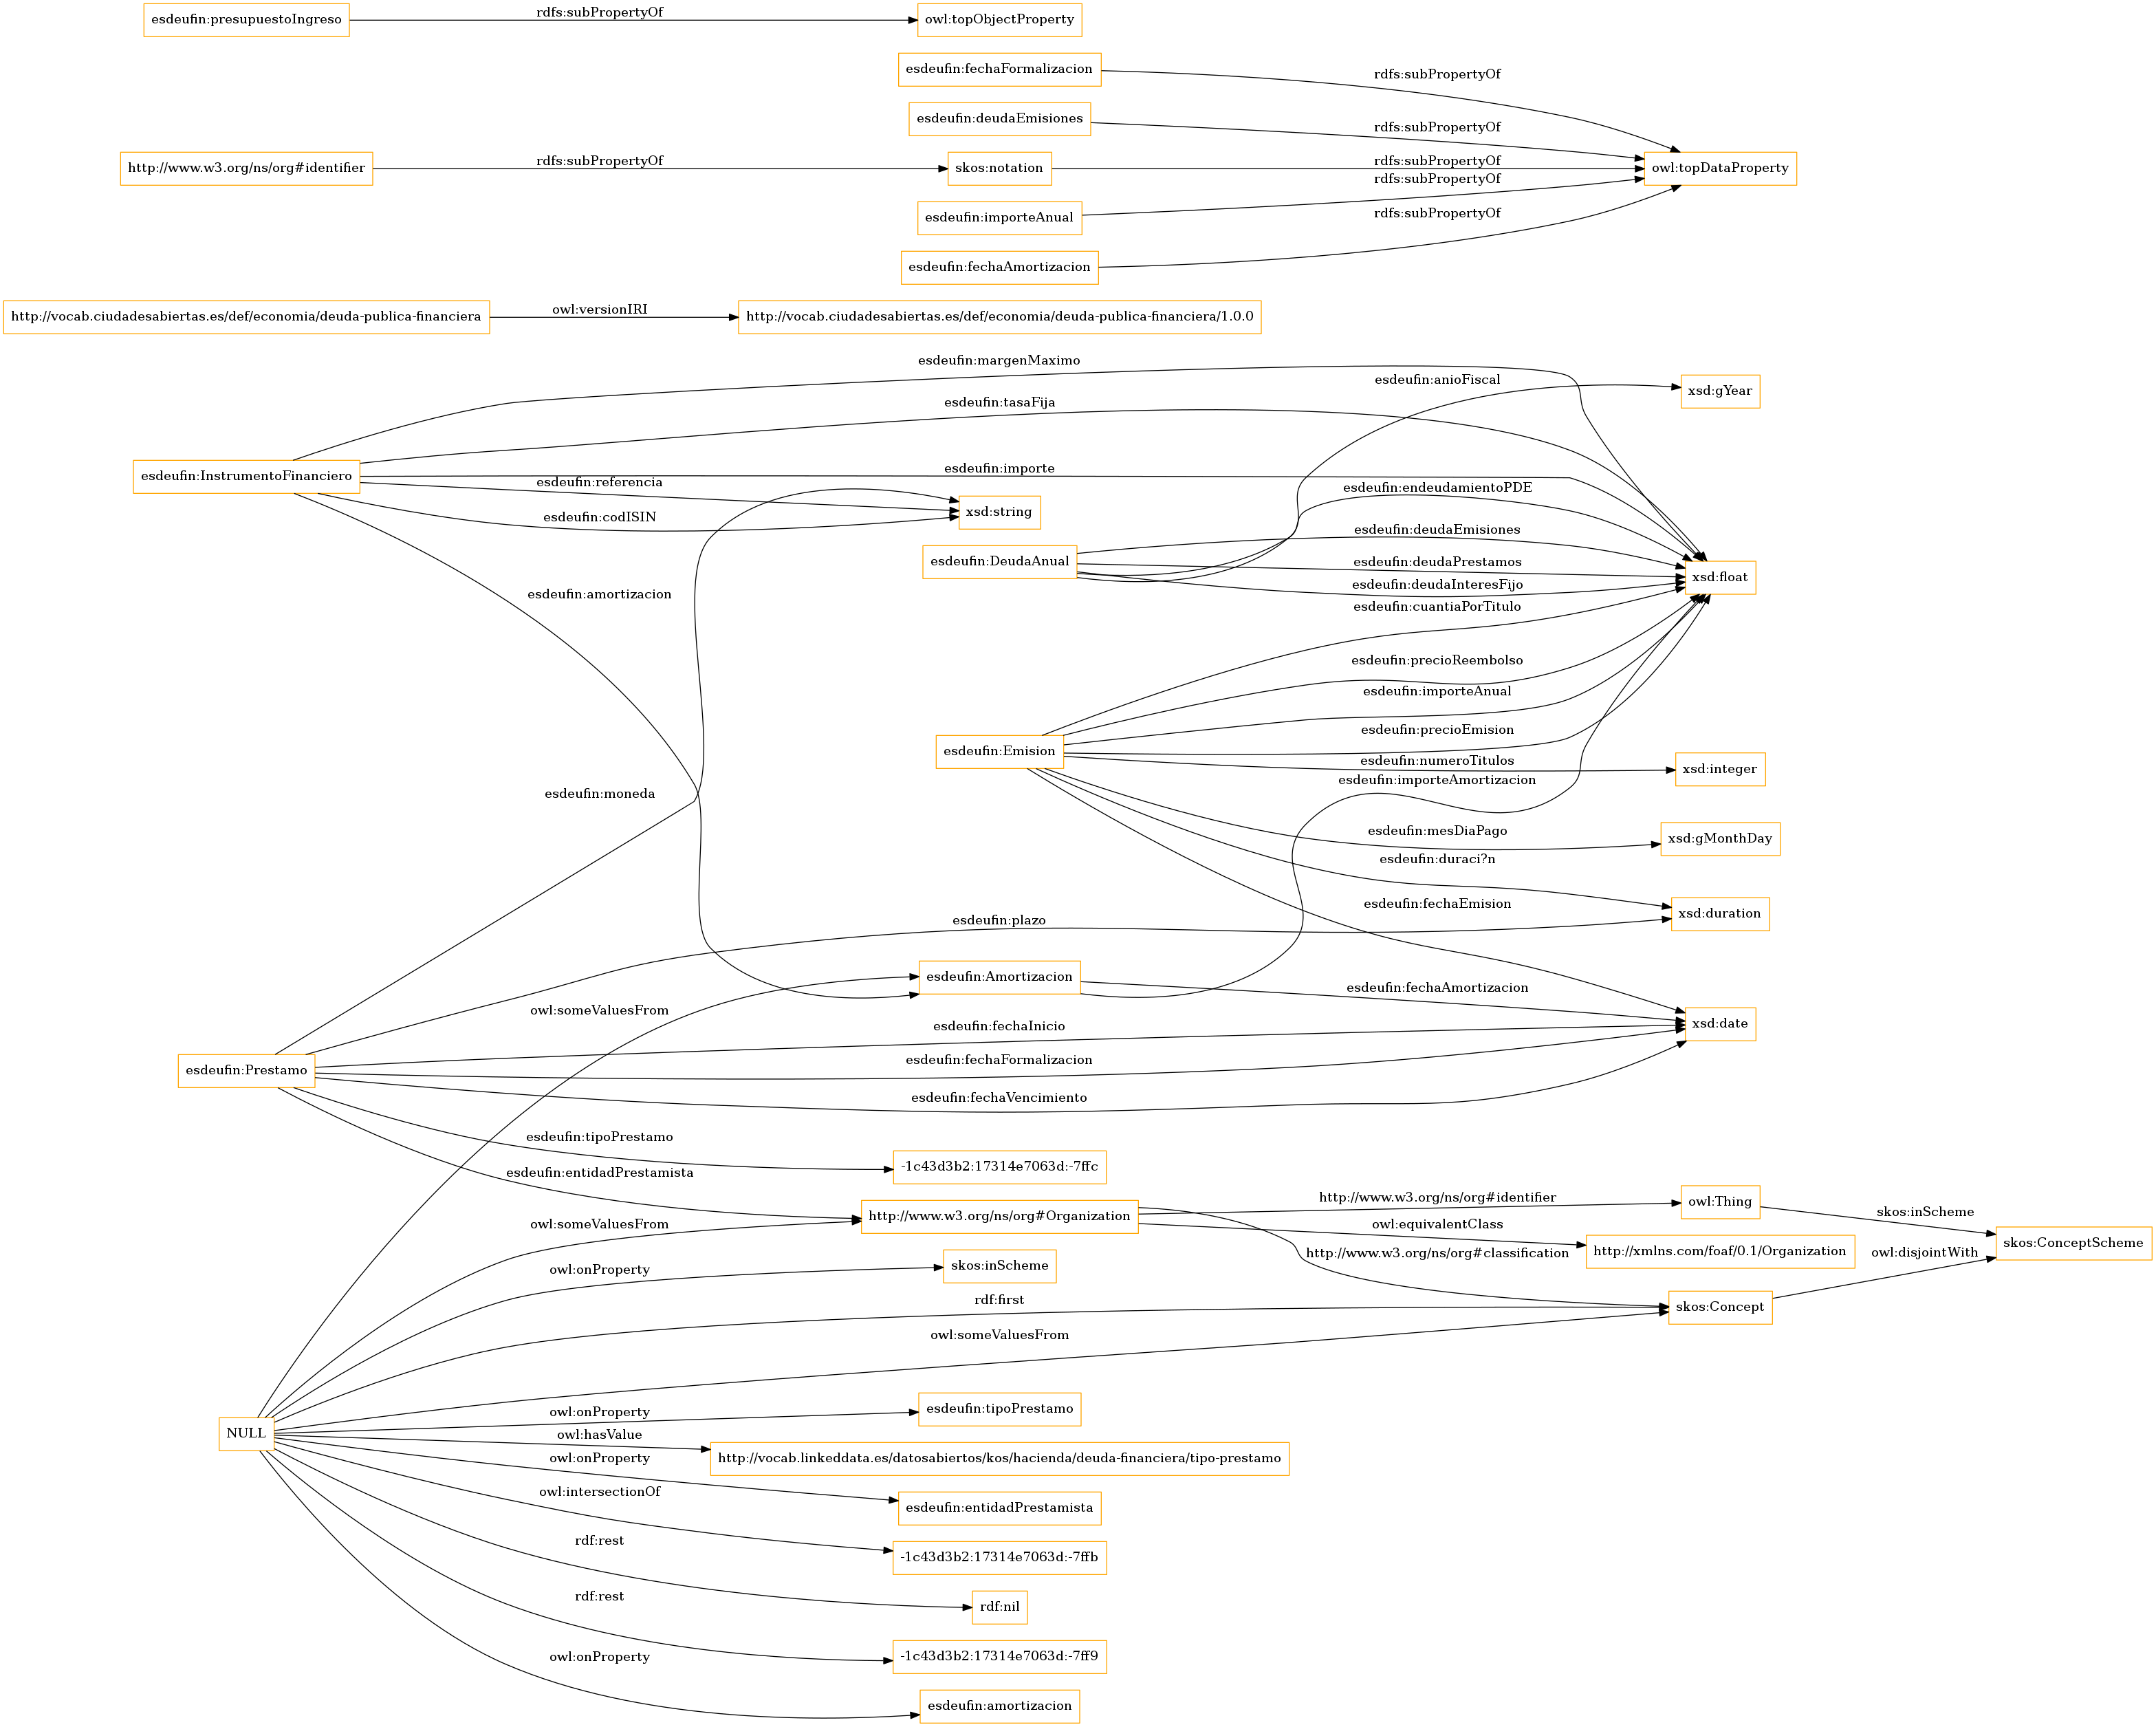 esdeufin:presupuestoIngreso
rdfs:subPropertyOf
owl:topObjectProperty
esdeufin:fechaFormalizacion
rdfs:subPropertyOf
esdeufin:deudaEmisiones
rdfs:subPropertyOf
http://www.w3.org/ns/org#identifier
rdfs:subPropertyOf
skos:notation
rdfs:subPropertyOf
owl:topDataProperty
rdfs:subPropertyOf
esdeufin:importeAnual
rdfs:subPropertyOf
esdeufin:fechaAmortizacion
http://vocab.ciudadesabiertas.es/def/economia/deuda-publica-financiera
owl:versionIRI
http://vocab.ciudadesabiertas.es/def/economia/deuda-publica-financiera/1.0.0
esdeufin:margenMaximo
esdeufin:anioFiscal
xsd:gYear
esdeufin:tasaFija
esdeufin:InstrumentoFinanciero
esdeufin:importe
esdeufin:referencia
esdeufin:endeudamientoPDE
esdeufin:codISIN
xsd:string
esdeufin:deudaEmisiones
esdeufin:DeudaAnual
esdeufin:deudaPrestamos
xsd:float
esdeufin:deudaInteresFijo
esdeufin:amortizacion
esdeufin:cuantiaPorTitulo
esdeufin:precioReembolso
esdeufin:importeAnual
esdeufin:precioEmision
esdeufin:Emision
esdeufin:numeroTitulos
xsd:integer
esdeufin:importeAmortizacion
esdeufin:moneda
esdeufin:mesDiaPago
xsd:gMonthDay
esdeufin:duraci?n
esdeufin:fechaEmision
xsd:duration
esdeufin:plazo
esdeufin:Amortizacion
esdeufin:fechaAmortizacion
owl:someValuesFrom
esdeufin:fechaInicio
xsd:date
esdeufin:Prestamo
esdeufin:fechaFormalizacion
esdeufin:fechaVencimiento
esdeufin:tipoPrestamo
-1c43d3b2:17314e7063d:-7ffc
esdeufin:entidadPrestamista
http://www.w3.org/ns/org#identifier
owl:Thing
skos:inScheme
owl:someValuesFrom
http://www.w3.org/ns/org#Organization
owl:equivalentClass
http://xmlns.com/foaf/0.1/Organization
skos:ConceptScheme
http://www.w3.org/ns/org#classification
owl:disjointWith
owl:onProperty
skos:inScheme
rdf:first
skos:Concept
owl:someValuesFrom
NULL
owl:onProperty
esdeufin:tipoPrestamo
owl:hasValue
http://vocab.linkeddata.es/datosabiertos/kos/hacienda/deuda-financiera/tipo-prestamo
owl:onProperty
esdeufin:entidadPrestamista
owl:intersectionOf
-1c43d3b2:17314e7063d:-7ffb
rdf:rest
rdf:nil
rdf:rest
-1c43d3b2:17314e7063d:-7ff9
owl:onProperty
esdeufin:amortizacion